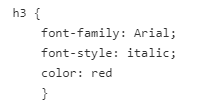 h3 {
font-family: Arial;
font-style: italic;
color: red
}